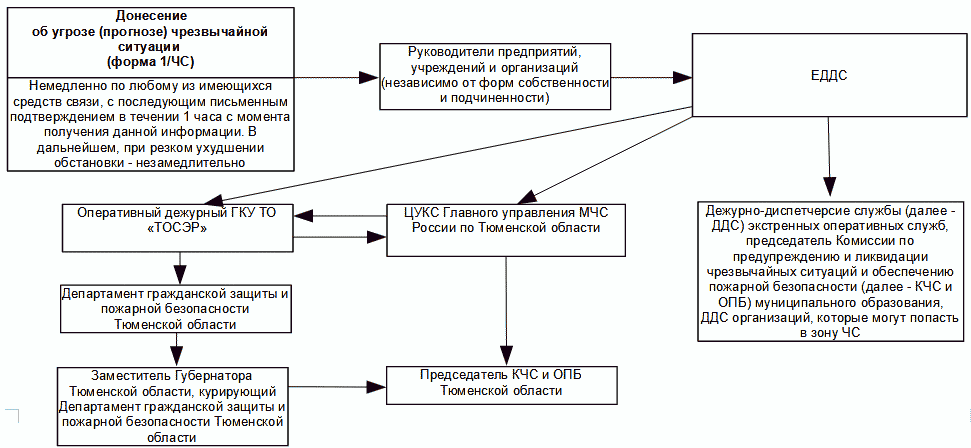 Донесение
об угрозе (прогнозе) чрезвычайной
ситуации
(форма 1/ЧС)
Немедленно по любому из имеющихся
средств связи, с последующим письменным
подтверждением в течении 1 часа с момента
получения данной информации. В
дальнейшем, при резком ухудшении
обстановки - незамедлительно
Руководители предприятий,
учреждений и организаций
(независимо от форм собственности
и подчиненности)
ЕДДС
Оперативный дежурный ГКУ ТО
«ТОСЭР»
ЦУКС Главного управления МЧС
России по Тюменской области
Дежурно-диспетчерсие службы (далее -
ДДС) экстренных оперативных служб,
председатель Комиссии по
предупреждению и ликвидации
чрезвычайных ситуаций и обеспечению
пожарной безопасности (далее - КЧС и
ОПБ) муниципального образования,
ДДС организаций, которые могут попасть
в зону ЧС
Департамент гражданской защиты и
пожарной безопасности
Тюменской области
Заместитель Губернатора
Тюменской области, курирующий
Департамент гражданской защиты и
пожарной безопасности Тюменской
области
Председатель КЧС и ОПБ
Тюменской области